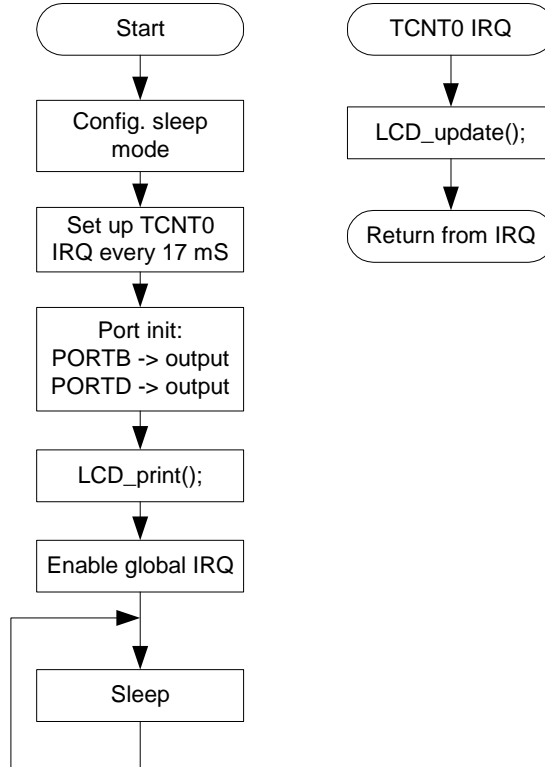 Start
Config. sleep
mode
Set up TCNT0
IRQ every 17 mS
Port init:
PORTB -> output
PORTD -> output
LCD_print();
Enable global IRQ
Sleep
TCNT0 IRQ
LCD_update();
Return from IRQ